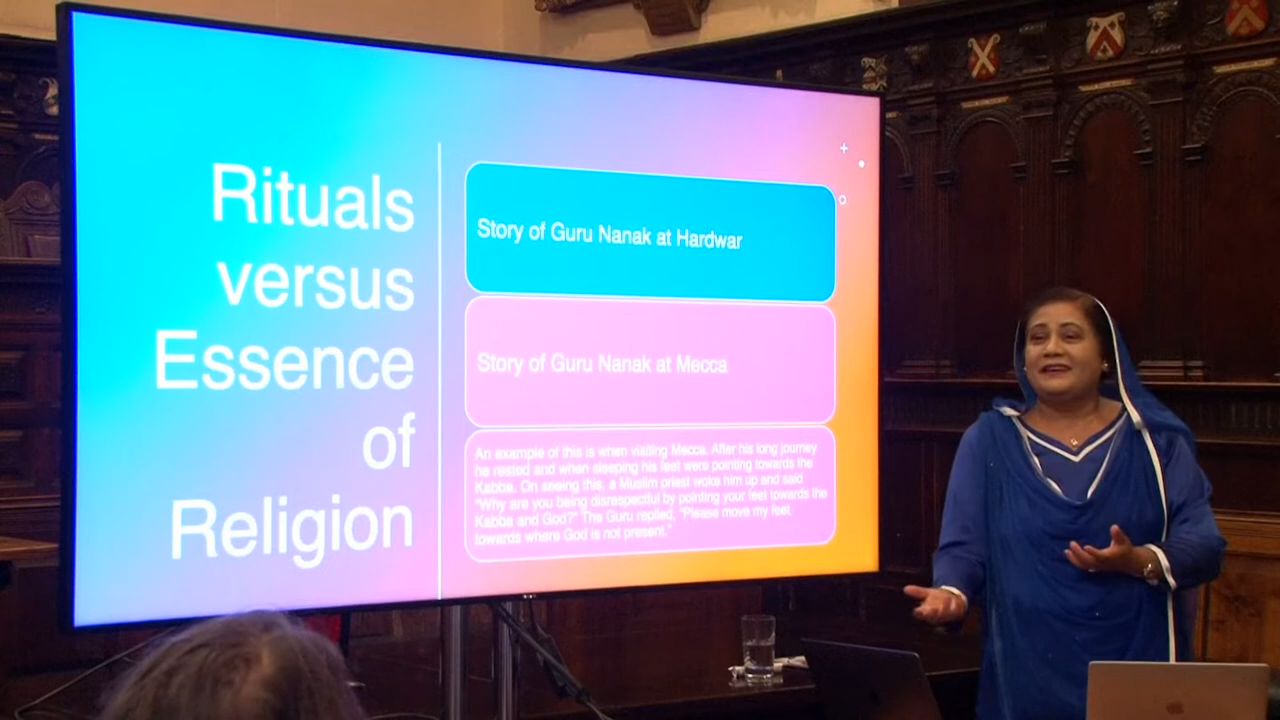 Rituals
versus
Essence
of
Religion
Story of Guru Nanak at Hardwar
Story of Guru Nanak at Mecca
An example of this is when visiting Mecca. After his long journey
he rested and when sleeping his feet were pointing towards the
Kabba. On seeing this, a Muslim priest woke him up and said
"Why are you being disrespectful by pointing your feet towards the
Kabba and God?" The Guru replied, "Please move my feet
towards where God is not present."